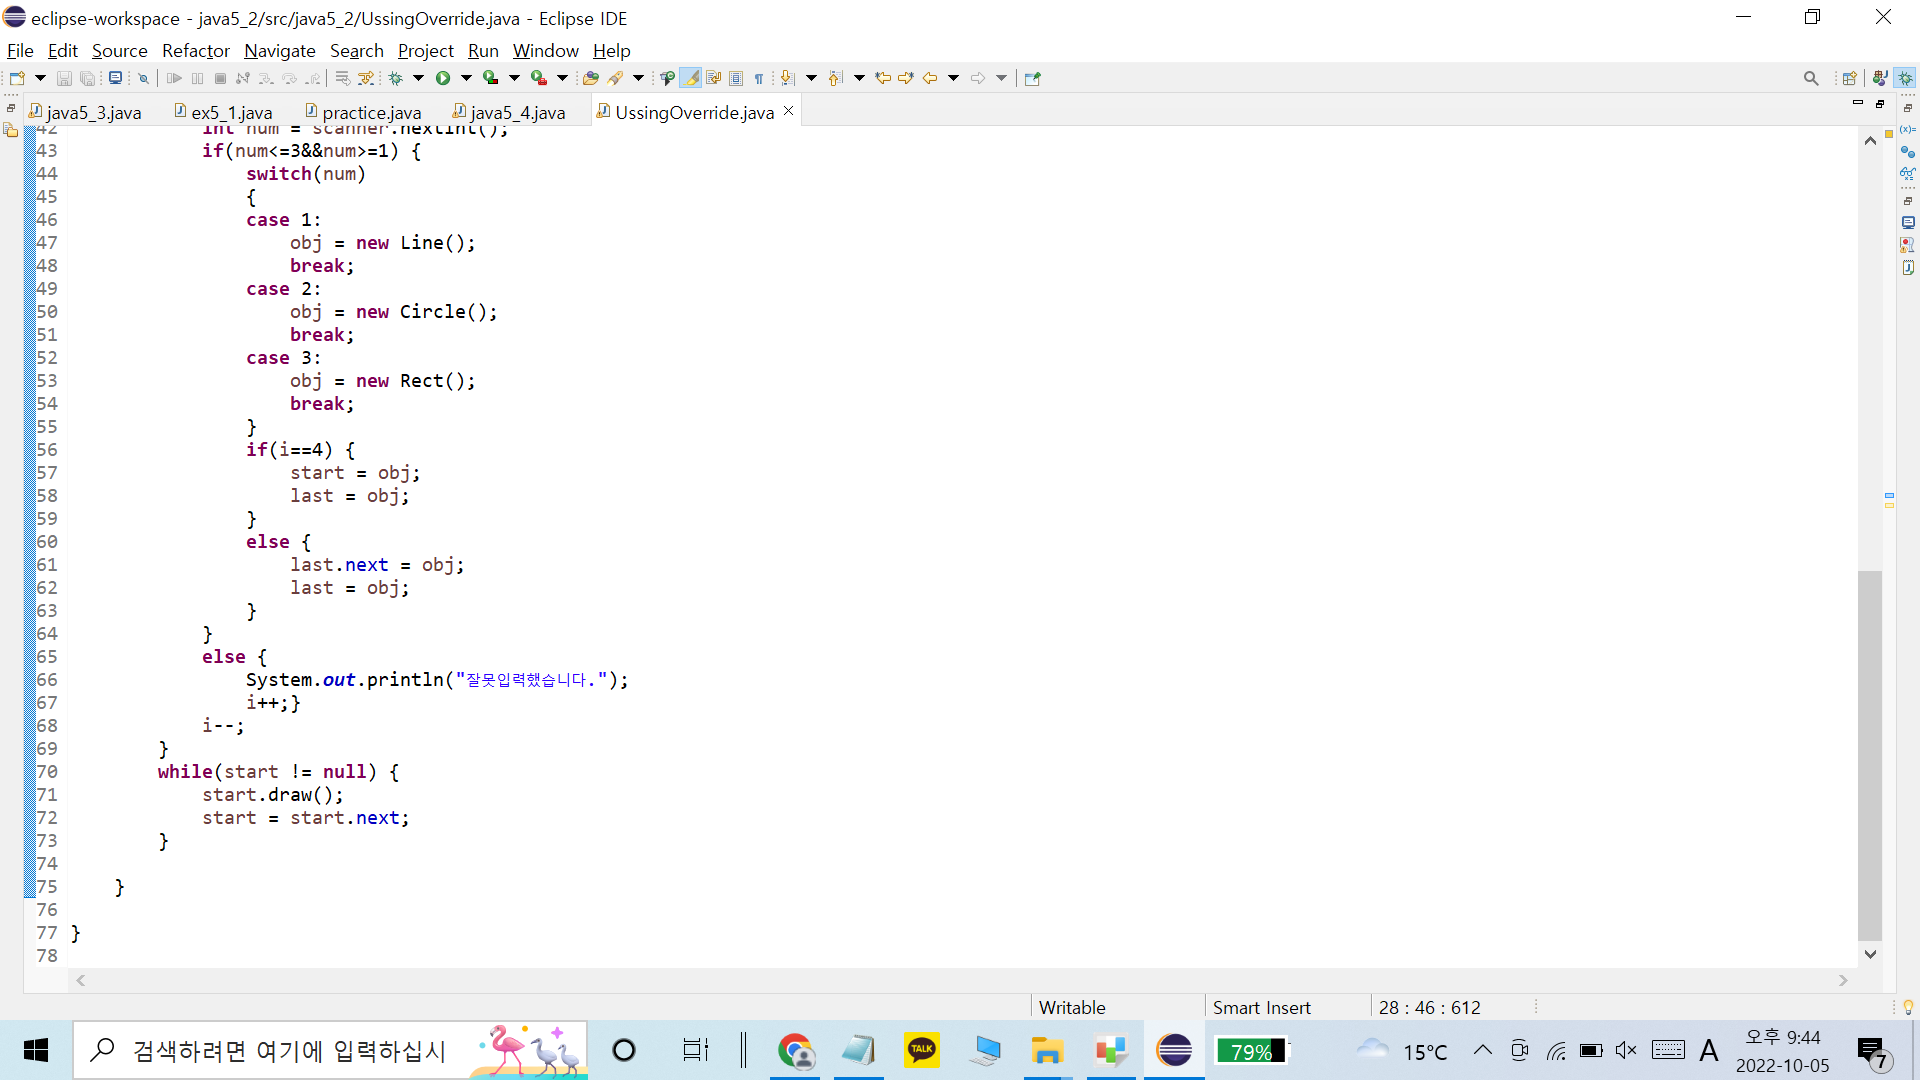 eclipse-workspace - java5_2/src/java5_2/UssingOverride.java - Eclipse IDE
File Edit Source Refactor Navigate Search Project Run Window Help
java5_3.java ex5_1.java practice.java java5_4.java UssingOverride.java
42 int num = scanner.nextInt();
43 if(num<=3&&num>=1) {
44 switch(num)
45 {
46 case 1:
47 obj = new Line();
48 break;
49 case 2:
50 obj = new Circle();
51 break;
52 case 3:
53 obj = new Rect();
54 break;
55 }
56 if(i==4) {
57 start = obj;
58 last = obj;
59 }
60 else {
61 last.next = obj;
62 last = obj;
63 }
64 }
65 else {
66 System.out.println("잘못입력했습니다.");
67 i++;}
68 i--;
69 }
70 while(start != null) {
71 start.draw();
72 start = start.next;
73 }
74
75 }
76
77 }
78
Writable Smart Insert 28 : 46 : 612
검색하려면 여기에 입력하십시
TALK
79%
15°C
A
오후 9:44
2022-10-05
7